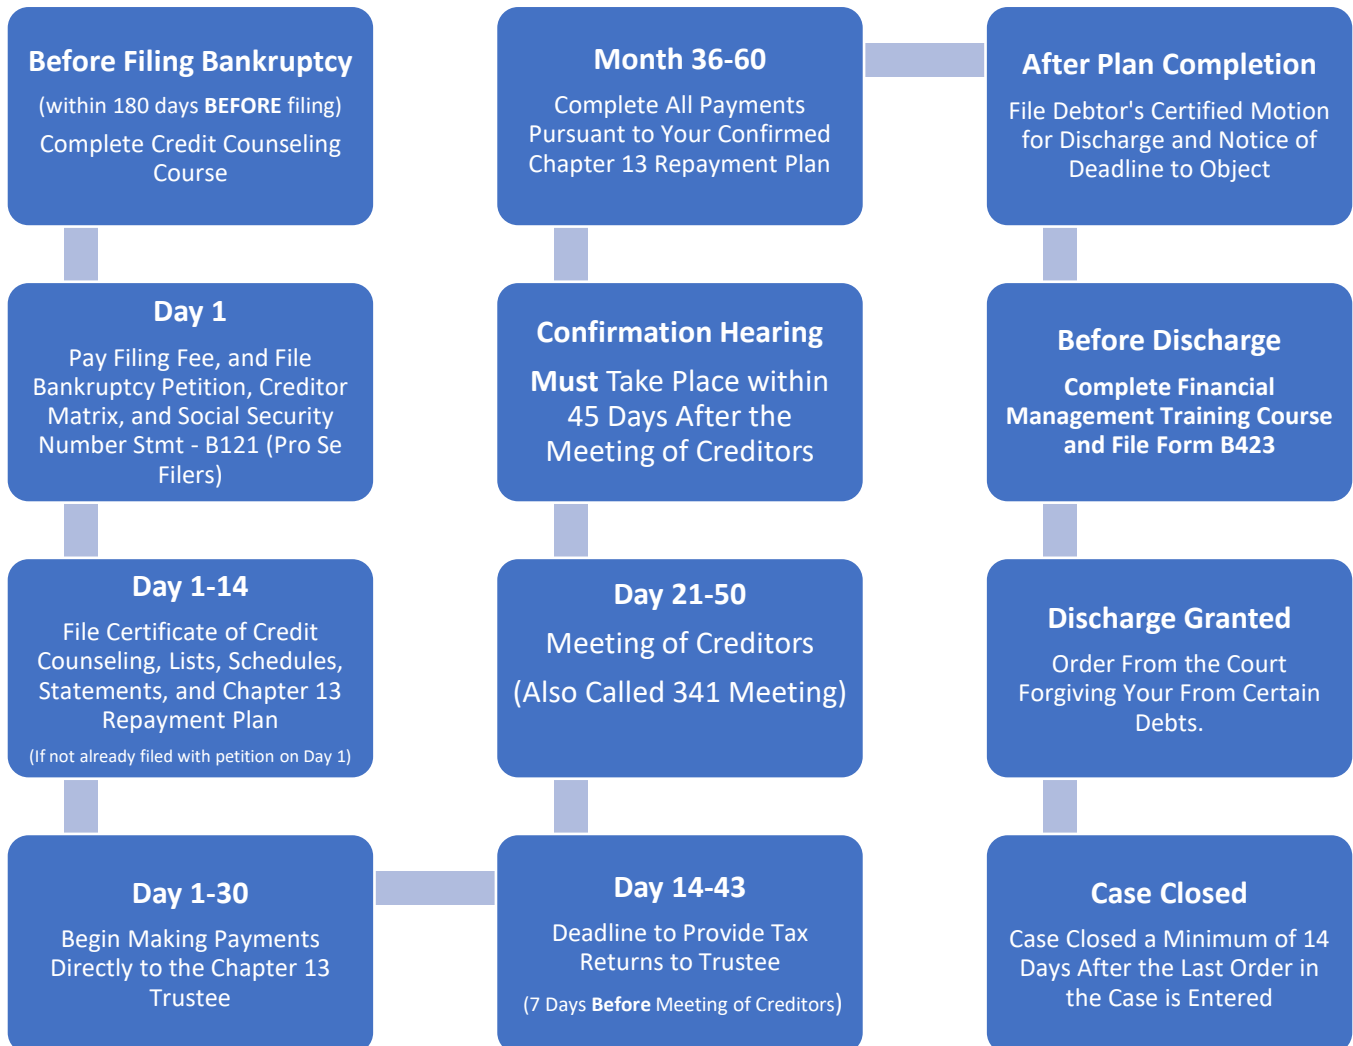 Before Filing Bankruptcy
(within 180 days BEFORE filing)
Complete Credit Counseling
Course
Day 1
Pay Filing Fee, and File
Bankruptcy Petition, Creditor
Matrix, and Social Security
Number Stmt - B121 (Pro Se
Filers)
Day 1-14
File Certificate of Credit
Counseling, Lists, Schedules,
Statements, and Chapter 13
Repayment Plan
(If not already filed with petition on Day 1)
Day 1-30
Begin Making Payments
Directly to the Chapter 13
Trustee
Day 14-43
Deadline to Provide Tax
Returns to Trustee
(7 Days Before Meeting of Creditors)
Day 21-50
Meeting of Creditors
(Also Called 341 Meeting)
Confirmation Hearing
Must Take Place within
45 Days After the
Meeting of Creditors
Month 36-60
Complete All Payments
Pursuant to Your Confirmed
Chapter 13 Repayment Plan
After Plan Completion
File Debtor's Certified Motion
for Discharge and Notice of
Deadline to Object
Before Discharge
Complete Financial
Management Training Course
and File Form B423
Discharge Granted
Order From the Court
Forgiving Your From Certain
Debts.
Case Closed
Case Closed a Minimum of 14
Days After the Last Order in
the Case is Entered